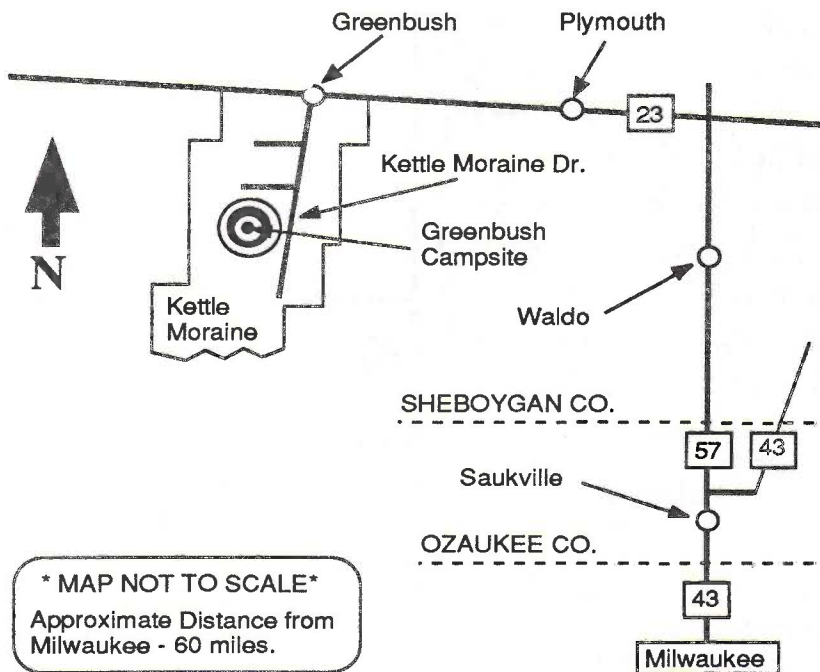 Greenbush
Plymouth
23
Kettle Moraine Dr.
C
Greenbush
Campsite
N
Kettle
Moraine
Waldo
SHEBOYGAN CO.
57
43
Saukville
OZAUKEE CO.
* MAP NOT TO SCALE*
Approximate Distance from
Milwaukee - 60 miles.
43
Milwaukee